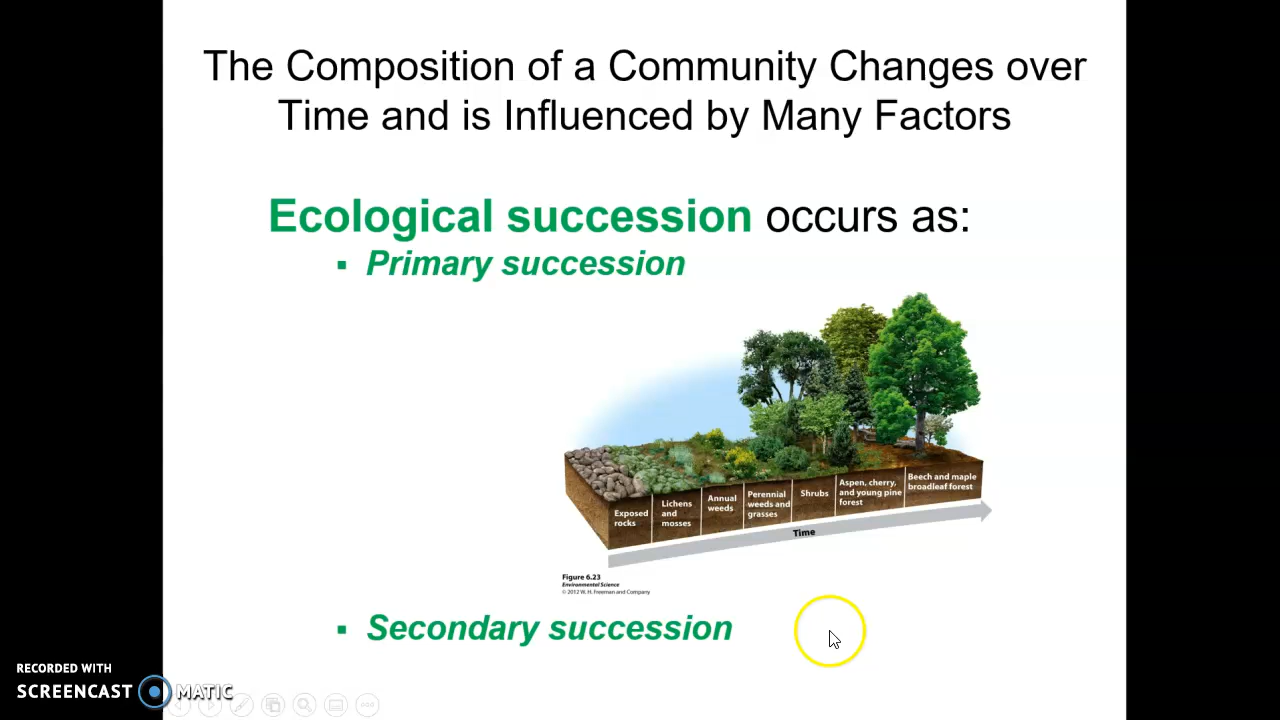 The Composition of a Community Changes over
Time and is Influenced by Many Factors
Ecological succession occurs as:
▪ Primary succession
Exposed
rocks
Lichens
and
mosses
Annual
weeds
Perennial
weeds and
grasses
Shrubs
Aspen, cherry,
and young pine
forest
Beech and maple
broadleaf forest
Time
Figure 6.23
Environmental Science
© 2012 W. H. Freeman and Company
▪ Secondary succession
RECORDED WITH
SCREENCAST MATIC